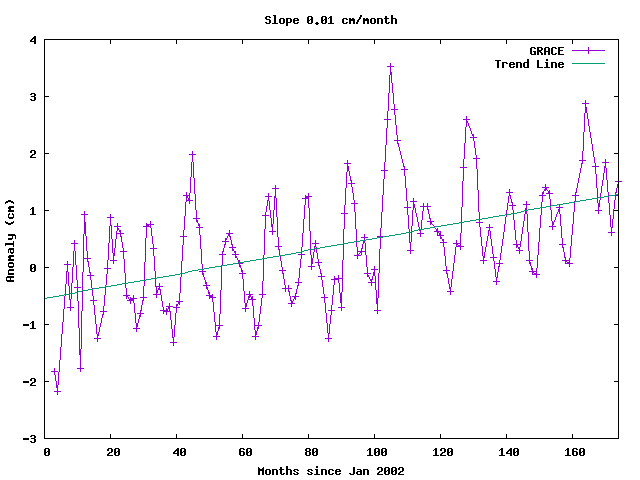 Slope 0.01 cm/month
GRACE
Trend Line
4
3
2
1
0
-1
-2
-3
Anomaly (cm)
0 20 40 60 80 100 120 140 160
Months since Jan 2002